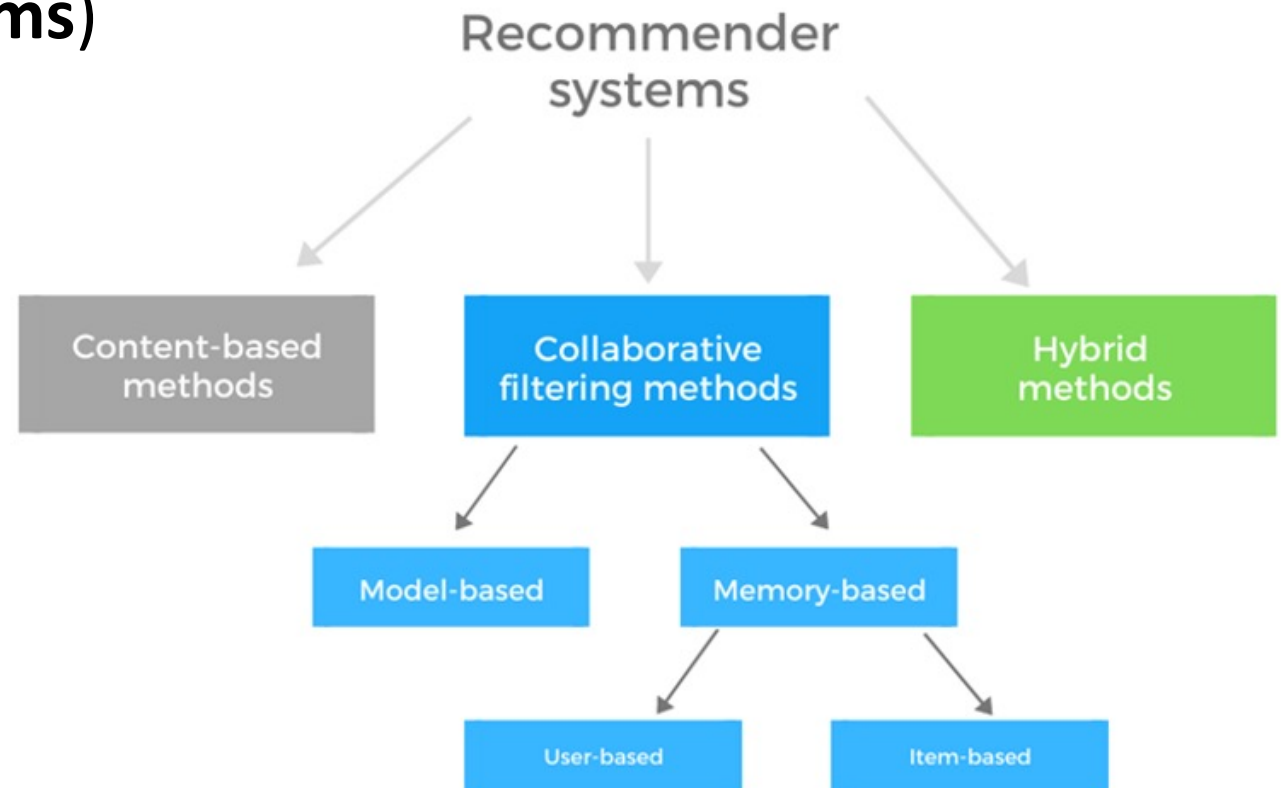 ms)
Recommender
systems
Content-based
methods
Collaborative
filtering methods
Hybrid
methods
Model-based
Memory-based
User-based
Item-based